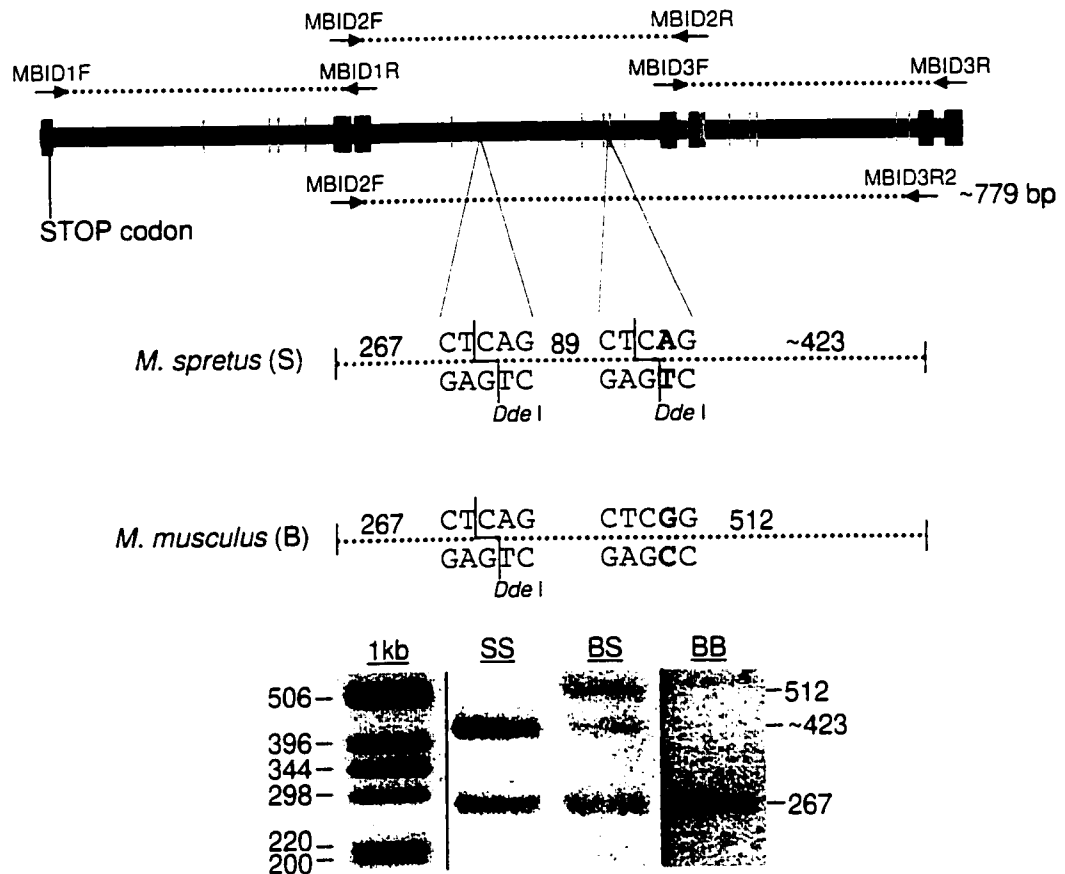 MBID2F MBID2R
MBID1F MBID1R MBID3F MBID3R
MBID2F MBID3R2 ~779 bp
STOP codon
M. spretus (S) 267 CTCAG 89 CTCAG ~423
GAGTC GAGTC
Dde I Dde I
M. musculus (B) 267 CTCAG CTCGG 512
GAGTC GAGCC
Dde I
1kb SS BS BB
506 512
~423
396
344
298 267
220
200